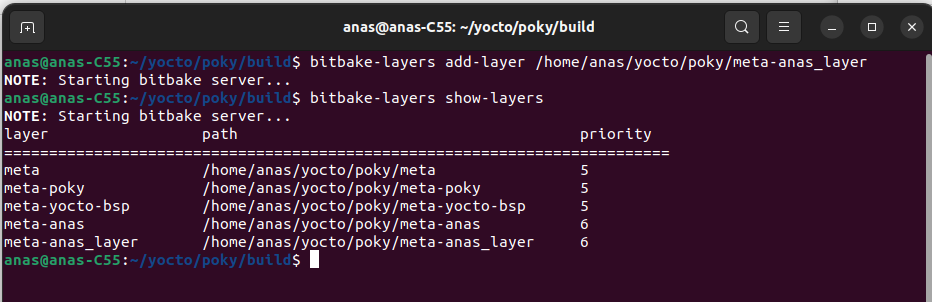 anas@anas-C55: ~/yocto/poky/build
anas@anas-C55:~/yocto/poky/build$ bitbake-layers add-layer /home/anas/yocto/poky/meta-anas_layer
NOTE: Starting bitbake server...
anas@anas-C55:~/yocto/poky/build$ bitbake-layers show-layers
NOTE: Starting bitbake server...
layer                 path                                      priority
==========================================================================
meta                  /home/anas/yocto/poky/meta                5
meta-poky             /home/anas/yocto/poky/meta-poky           5
meta-yocto-bsp        /home/anas/yocto/poky/meta-yocto-bsp      5
meta-anas             /home/anas/yocto/poky/meta-anas           6
meta-anas_layer       /home/anas/yocto/poky/meta-anas_layer     6
anas@anas-C55:~/yocto/poky/build$